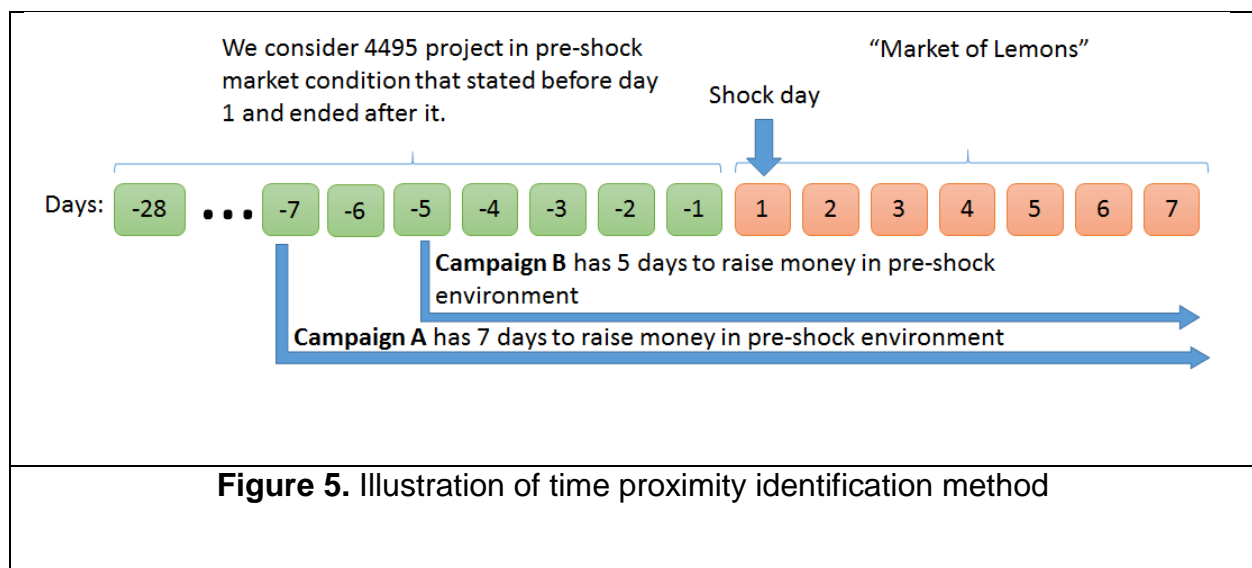 We consider 4495 project in pre-shock
market condition that stated before day
1 and ended after it.
“Market of Lemons”
Shock day
Days: -28 ... -7 -6 -5 -4 -3 -2 -1 1 2 3 4 5 6 7
Campaign B has 5 days to raise money in pre-shock
environment
Campaign A has 7 days to raise money in pre-shock environment
Figure 5. Illustration of time proximity identification method